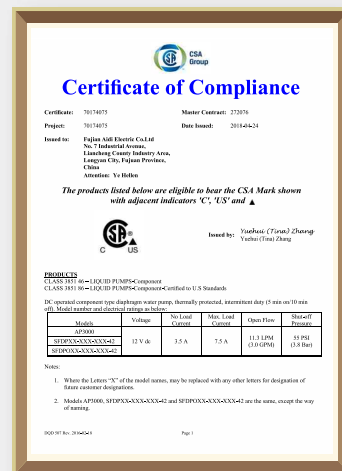 CSA
Group
Certificate of Compliance
Certificate: 70174075 Master Contract: 272076
Project: 70174075 Date Issued: 2018-04-24
Issued to: Fujian Aidi Electric Co.Ltd
No. 7 Industrial Avenue,
Liancheng County Industry Area,
Longyan City, Fujuan Province,
China
Attention: Ye Hellen
The products listed below are eligible to bear the CSA Mark shown
with adjacent indicators 'C', 'US' and ▲
CSA
C US
Issued by: Yuehui (Tina) Zhang
Yuehui (Tina) Zhang
PRODUCTS
CLASS 3851 46 - LIQUID PUMPS-Component
CLASS 3851 86 - LIQUID PUMPS-Component-Certified to U.S Standards
DC operated component type diaphragm water pump, thermally protected, intermittent duty (5 min on/10 min
off). Model number and electrical ratings as below:
Models Voltage No Load Current Max. Load Current Open Flow Shut-off Pressure
AP3000
SFDPXX-XXX-XXX-42 12 V dc 3.5 A 7.5 A 11.3 LPM (3.0 GPM) 55 PSI (3.8 Bar)
SFDPOXX-XXX-XXX-42
Notes:
1. Where the Letters "X" of the model names, may be replaced with any other letters for designation of
future customer designations.
2. Models AP3000, SFDPXX-XXX-XXX-42 and SFDPOXX-XXX-XXX-42 are the same, except the way
of naming.
DQD 507 Rev. Page 1